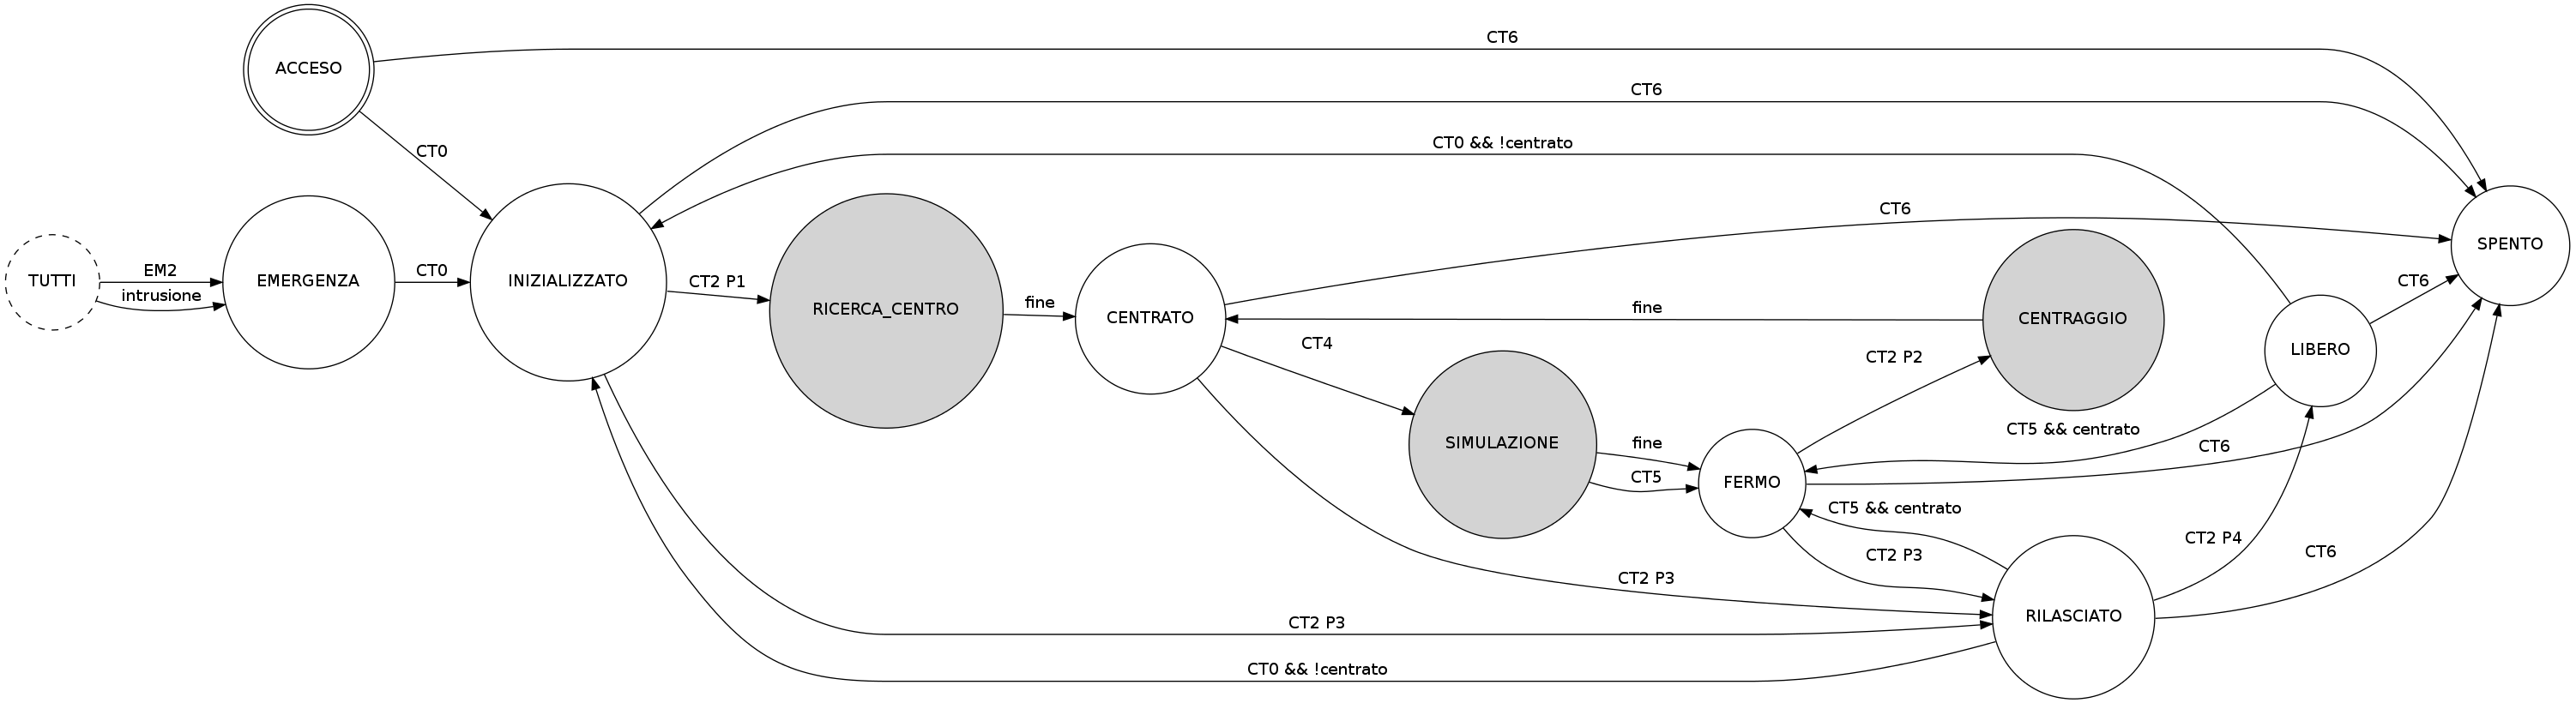 CT6
ACCESO
CT6
CT0 && !centrato
CT0
CT6
SPENTO
TUTTI
EM2
intrusione
EMERGENZA
CT0
INIZIALIZZATO
CT2 P1
RICERCA_CENTRO
fine
CENTRATO
fine
CENTRAGGIO
CT6
CT4
CT2 P2
LIBERO
CT5 && centrato
SIMULAZIONE
fine
CT5
FERMO
CT6
CT5 && centrato
CT2 P3
CT2 P4
CT6
CT2 P3
CT2 P3
RILASCIATO
CT0 && !centrato